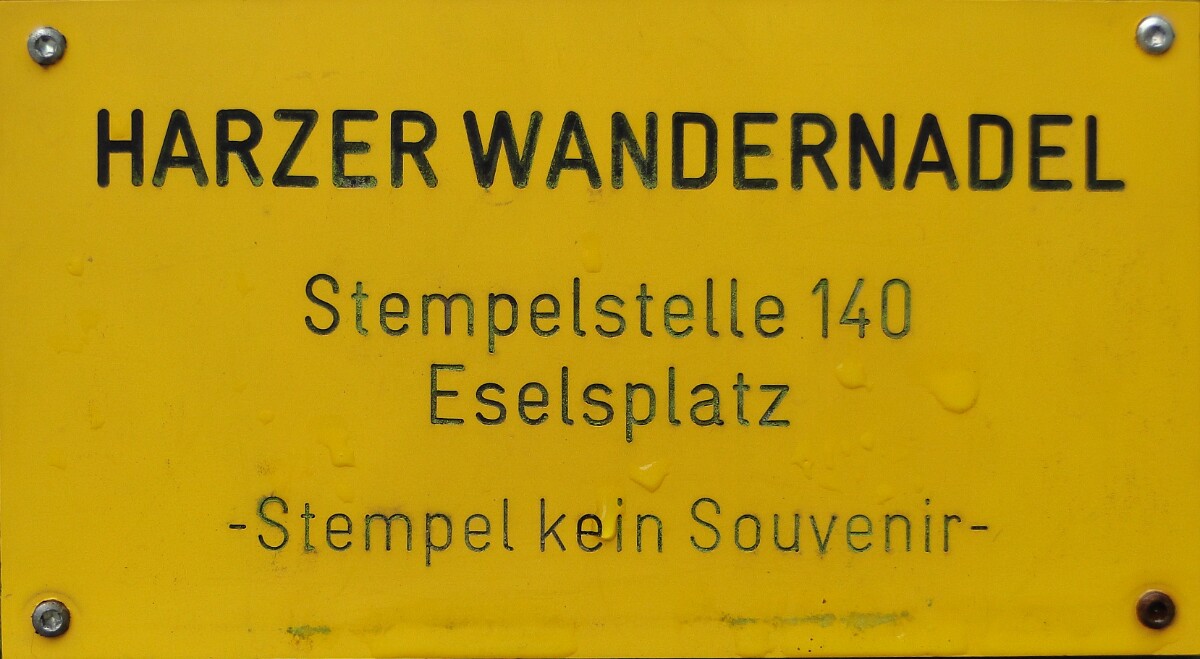 HARZER WANDERNADEL
Stempelstelle 140
Eselsplatz
-Stempel kein Souvenir-